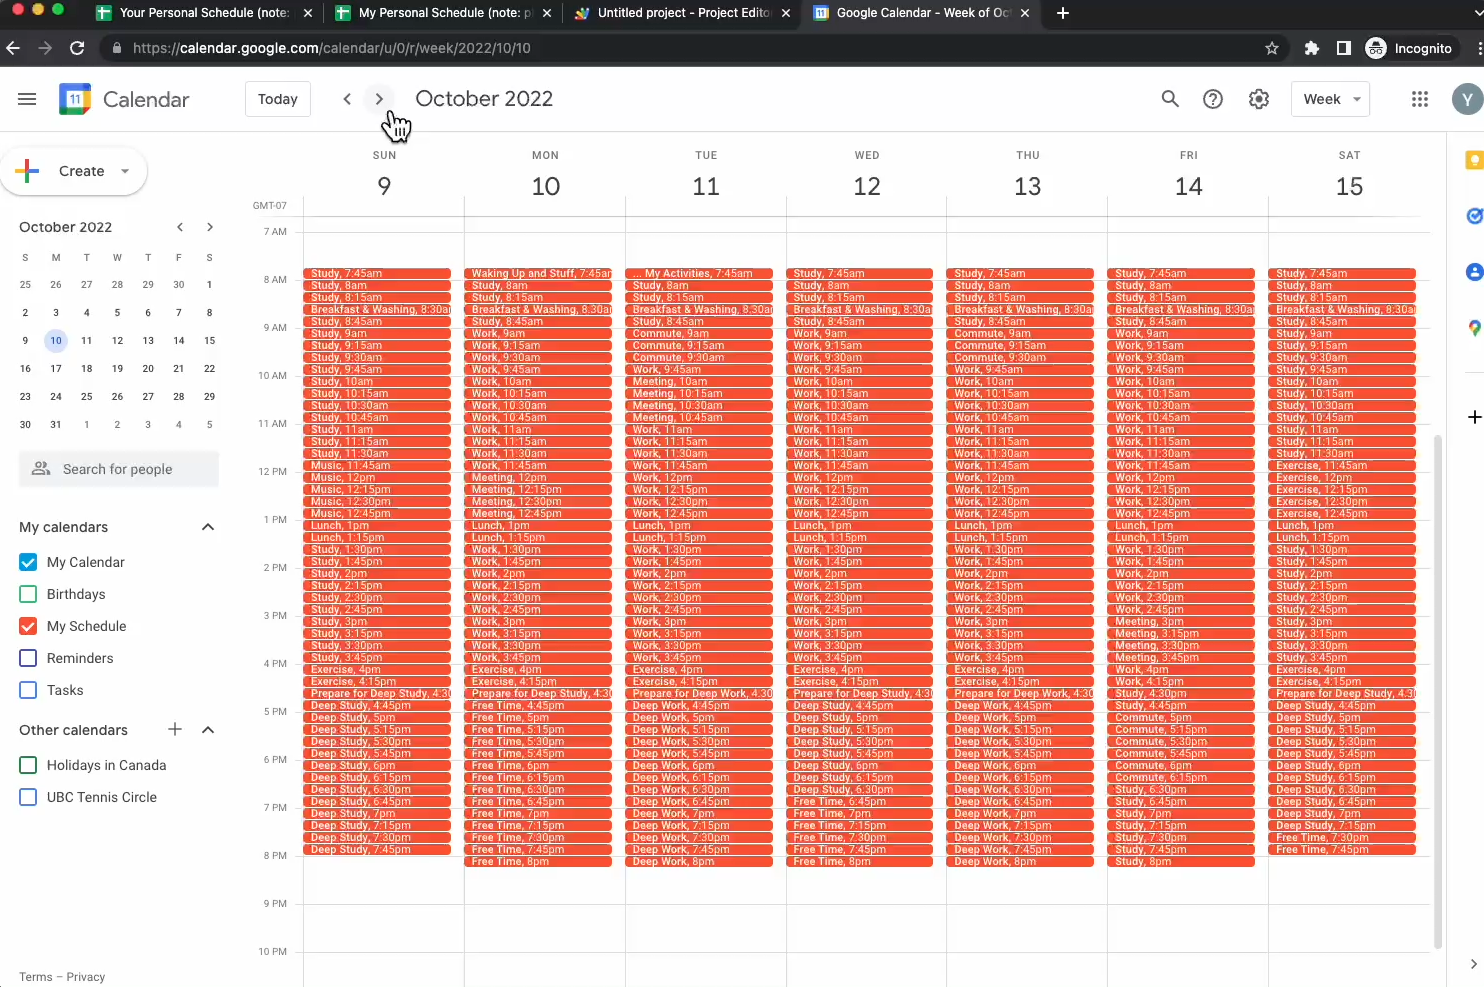 Your Personal Schedule (note:
My Personal Schedule (note: p
Untitled project - Project Edito
Google Calendar - Week of Oct
https://calendar.google.com/calendar/u/0/r/week/2022/10/10
Incognito
11
Calendar
Today
October 2022
Week
Y
Create
October 2022
S M T W T F S
25 26 27 28 29 30 1
2 3 4 5 6 7 8
9 10 11 12 13 14 15
16 17 18 19 20 21 22
23 24 25 26 27 28 29
30 31 1 2 3 4 5
Search for people
My calendars
My Calendar
Birthdays
My Schedule
Reminders
Tasks
Other calendars
Holidays in Canada
UBC Tennis Circle
Terms – Privacy
SUN MON TUE WED THU FRI SAT
9 10 11 12 13 14 15
GMT-07
7 AM
Study, 7:45am Waking Up and Stuff, 7:45am ... My Activities, 7:45am Study, 7:45am Study, 7:45am Study, 7:45am Study, 7:45am
8 AM Study, 8am Study, 8am Study, 8am Study, 8am Study, 8am Study, 8am Study, 8am
Study, 8:15am Study, 8:15am Study, 8:15am Study, 8:15am Study, 8:15am Study, 8:15am Study, 8:15am
Breakfast & Washing, 8:30am Breakfast & Washing, 8:30am Breakfast & Washing, 8:30am Breakfast & Washing, 8:30am Breakfast & Washing, 8:30am Breakfast & Washing, 8:30am Breakfast & Washing, 8:30am
Study, 8:45am Study, 8:45am Study, 8:45am Study, 8:45am Study, 8:45am Study, 8:45am Study, 8:45am
9 AM Study, 9am Work, 9am Commute, 9am Work, 9am Commute, 9am Work, 9am Study, 9am
Study, 9:15am Work, 9:15am Commute, 9:15am Work, 9:15am Commute, 9:15am Work, 9:15am Study, 9:15am
Study, 9:30am Work, 9:30am Commute, 9:30am Work, 9:30am Commute, 9:30am Work, 9:30am Study, 9:30am
Study, 9:45am Work, 9:45am Work, 9:45am Work, 9:45am Work, 9:45am Work, 9:45am Study, 9:45am
10 AM Study, 10am Work, 10am Meeting, 10am Work, 10am Work, 10am Work, 10am Study, 10am
Study, 10:15am Work, 10:15am Meeting, 10:15am Work, 10:15am Work, 10:15am Work, 10:15am Study, 10:15am
Study, 10:30am Work, 10:30am Meeting, 10:30am Work, 10:30am Work, 10:30am Work, 10:30am Study, 10:30am
Study, 10:45am Work, 10:45am Meeting, 10:45am Work, 10:45am Work, 10:45am Work, 10:45am Study, 10:45am
11 AM Study, 11am Work, 11am Work, 11am Work, 11am Work, 11am Work, 11am Study, 11am
Study, 11:15am Work, 11:15am Work, 11:15am Work, 11:15am Work, 11:15am Work, 11:15am Study, 11:15am
Study, 11:30am Work, 11:30am Work, 11:30am Work, 11:30am Work, 11:30am Work, 11:30am Study, 11:30am
Music, 11:45am Work, 11:45am Work, 11:45am Work, 11:45am Work, 11:45am Work, 11:45am Exercise, 11:45am
12 PM Music, 12pm Meeting, 12pm Work, 12pm Work, 12pm Work, 12pm Work, 12pm Exercise, 12pm
Music, 12:15pm Meeting, 12:15pm Work, 12:15pm Work, 12:15pm Work, 12:15pm Work, 12:15pm Exercise, 12:15pm
Music, 12:30pm Meeting, 12:30pm Work, 12:30pm Work, 12:30pm Work, 12:30pm Work, 12:30pm Exercise, 12:30pm
Music, 12:45pm Meeting, 12:45pm Work, 12:45pm Work, 12:45pm Work, 12:45pm Work, 12:45pm Exercise, 12:45pm
1 PM Lunch, 1pm Lunch, 1pm Lunch, 1pm Lunch, 1pm Lunch, 1pm Lunch, 1pm Lunch, 1pm
Lunch, 1:15pm Lunch, 1:15pm Lunch, 1:15pm Lunch, 1:15pm Lunch, 1:15pm Lunch, 1:15pm Lunch, 1:15pm
Study, 1:30pm Work, 1:30pm Work, 1:30pm Work, 1:30pm Work, 1:30pm Work, 1:30pm Study, 1:30pm
Study, 1:45pm Work, 1:45pm Work, 1:45pm Work, 1:45pm Work, 1:45pm Work, 1:45pm Study, 1:45pm
2 PM Study, 2pm Work, 2pm Work, 2pm Work, 2pm Work, 2pm Work, 2pm Study, 2pm
Study, 2:15pm Work, 2:15pm Work, 2:15pm Work, 2:15pm Work, 2:15pm Work, 2:15pm Study, 2:15pm
Study, 2:30pm Work, 2:30pm Work, 2:30pm Work, 2:30pm Work, 2:30pm Work, 2:30pm Study, 2:30pm
Study, 2:45pm Work, 2:45pm Work, 2:45pm Work, 2:45pm Work, 2:45pm Work, 2:45pm Study, 2:45pm
3 PM Study, 3pm Work, 3pm Work, 3pm Work, 3pm Work, 3pm Meeting, 3pm Study, 3pm
Study, 3:15pm Work, 3:15pm Work, 3:15pm Work, 3:15pm Work, 3:15pm Meeting, 3:15pm Study, 3:15pm
Study, 3:30pm Work, 3:30pm Work, 3:30pm Work, 3:30pm Work, 3:30pm Meeting, 3:30pm Study, 3:30pm
Study, 3:45pm Work, 3:45pm Work, 3:45pm Work, 3:45pm Work, 3:45pm Meeting, 3:45pm Study, 3:45pm
4 PM Exercise, 4pm Exercise, 4pm Exercise, 4pm Exercise, 4pm Exercise, 4pm Work, 4pm Exercise, 4pm
Exercise, 4:15pm Exercise, 4:15pm Exercise, 4:15pm Exercise, 4:15pm Exercise, 4:15pm Work, 4:15pm Exercise, 4:15pm
Prepare for Deep Study, 4:30 Prepare for Deep Study, 4:30 Prepare for Deep Work, 4:30 Prepare for Deep Study, 4:30 Prepare for Deep Work, 4:30 Study, 4:30pm Prepare for Deep Study, 4:3
Deep Study, 4:45pm Free Time, 4:45pm Deep Work, 4:45pm Deep Study, 4:45pm Deep Work, 4:45pm Study, 4:45pm Deep Study, 4:45pm
5 PM Deep Study, 5pm Free Time, 5pm Deep Work, 5pm Deep Study, 5pm Deep Work, 5pm Commute, 5pm Deep Study, 5pm
Deep Study, 5:15pm Free Time, 5:15pm Deep Work, 5:15pm Deep Study, 5:15pm Deep Work, 5:15pm Commute, 5:15pm Deep Study, 5:15pm
Deep Study, 5:30pm Free Time, 5:30pm Deep Work, 5:30pm Deep Study, 5:30pm Deep Work, 5:30pm Commute, 5:30pm Deep Study, 5:30pm
Deep Study, 5:45pm Free Time, 5:45pm Deep Work, 5:45pm Deep Study, 5:45pm Deep Work, 5:45pm Commute, 5:45pm Deep Study, 5:45pm
6 PM Deep Study, 6pm Free Time, 6pm Deep Work, 6pm Deep Study, 6pm Deep Work, 6pm Commute, 6pm Deep Study, 6pm
Deep Study, 6:15pm Free Time, 6:15pm Deep Work, 6:15pm Deep Study, 6:15pm Deep Work, 6:15pm Commute, 6:15pm Deep Study, 6:15pm
Deep Study, 6:30pm Free Time, 6:30pm Deep Work, 6:30pm Deep Study, 6:30pm Deep Work, 6:30pm Study, 6:30pm Deep Study, 6:30pm
Deep Study, 6:45pm Free Time, 6:45pm Deep Work, 6:45pm Free Time, 6:45pm Deep Work, 6:45pm Study, 6:45pm Deep Study, 6:45pm
7 PM Deep Study, 7pm Free Time, 7pm Deep Work, 7pm Free Time, 7pm Deep Work, 7pm Study, 7pm Deep Study, 7pm
Deep Study, 7:15pm Free Time, 7:15pm Deep Work, 7:15pm Free Time, 7:15pm Deep Work, 7:15pm Study, 7:15pm Deep Study, 7:15pm
Deep Study, 7:30pm Free Time, 7:30pm Deep Work, 7:30pm Free Time, 7:30pm Deep Work, 7:30pm Study, 7:30pm Free Time, 7:30pm
Deep Study, 7:45pm Free Time, 7:45pm Deep Work, 7:45pm Free Time, 7:45pm Deep Work, 7:45pm Study, 7:45pm Free Time, 7:45pm
8 PM Free Time, 8pm Deep Work, 8pm Free Time, 8pm Deep Work, 8pm Study, 8pm
9 PM
10 PM